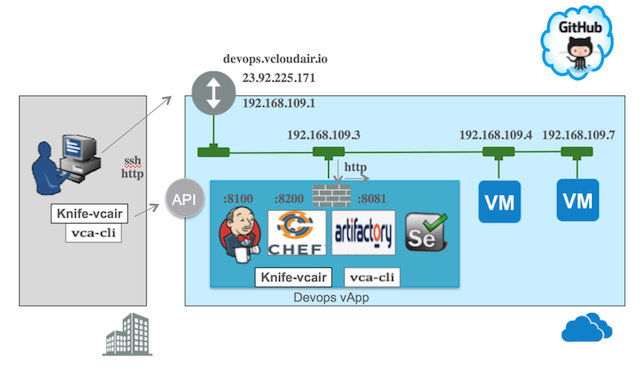 GitHub
devops.vcloudair.io
23.92.225.171
192.168.109.1
192.168.109.3
192.168.109.4
192.168.109.7
ssh
http
http
API
:8100
:8200
:8081
CHEF
artifactory
Se
VM
VM
Knife-vcair
vca-cli
Knife-vcair
vca-cli
Devops vApp